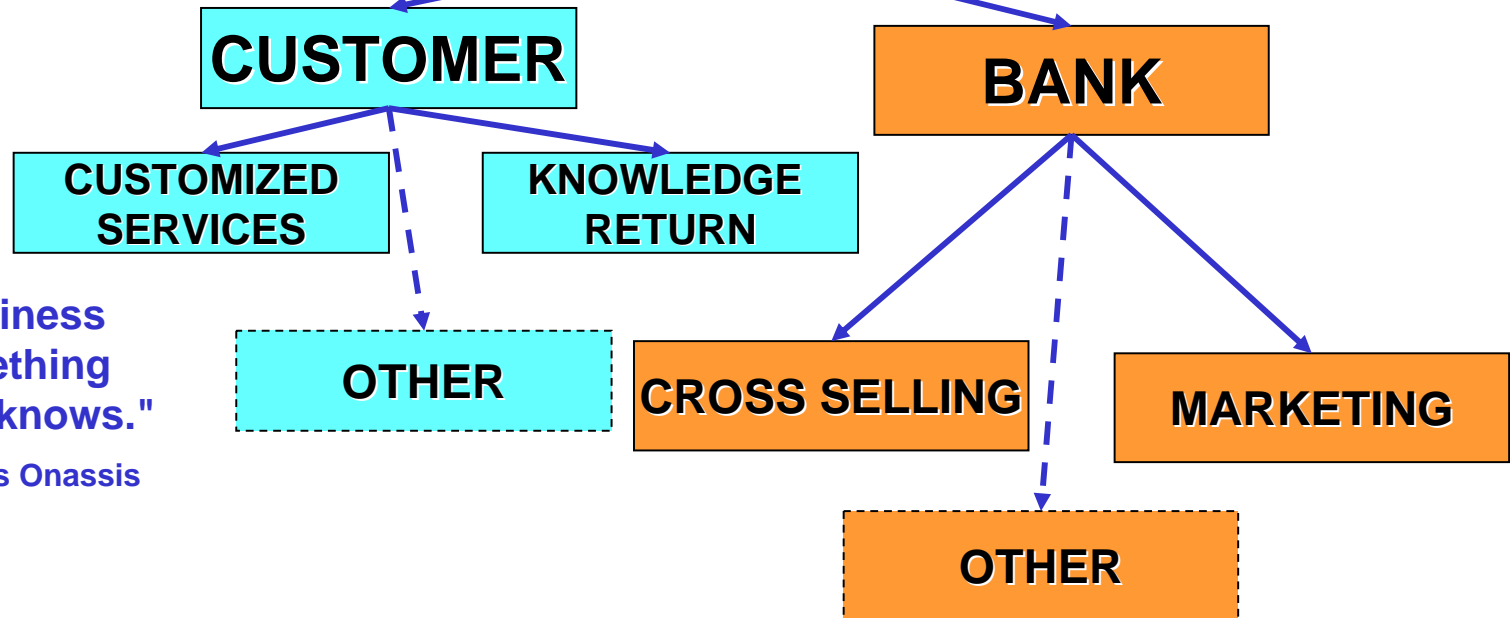 CUSTOMER
BANK
CUSTOMIZED
SERVICES
KNOWLEDGE
RETURN
iness
ething
knows."
s Onassis
OTHER
CROSS SELLING
MARKETING
OTHER